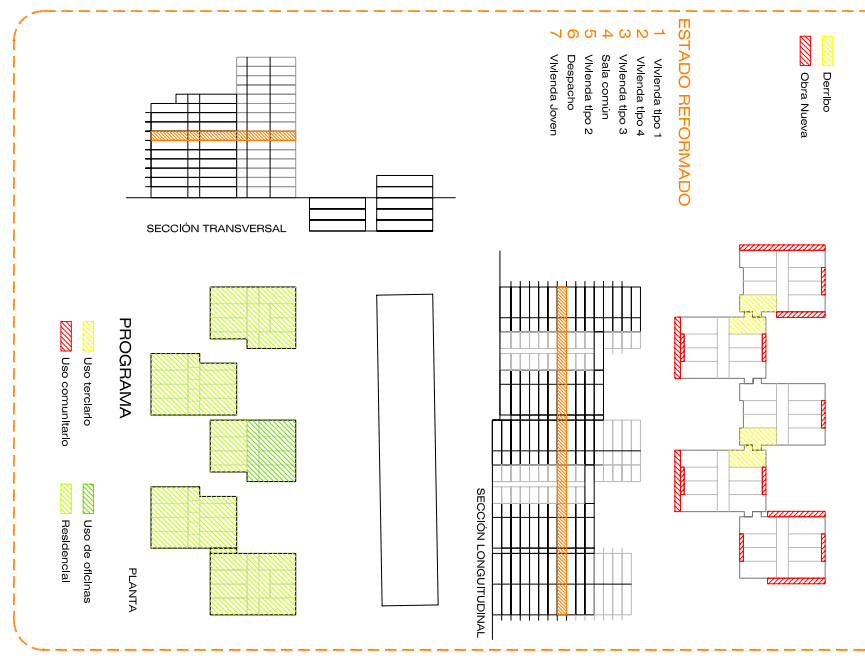 Derribo
Obra Nueva
ESTADO REFORMADO
1 Vivienda tipo 1
2 Vivienda tipo 4
3 Vivienda tipo 3
4 Sala común
5 Vivienda tipo 2
6 Despacho
7 Vivienda Joven
SECCIÓN TRANSVERSAL
SECCIÓN LONGUITUDINAL
PROGRAMA
Uso terciario
Uso comunitario
Uso de oficinas
Residencial
PLANTA